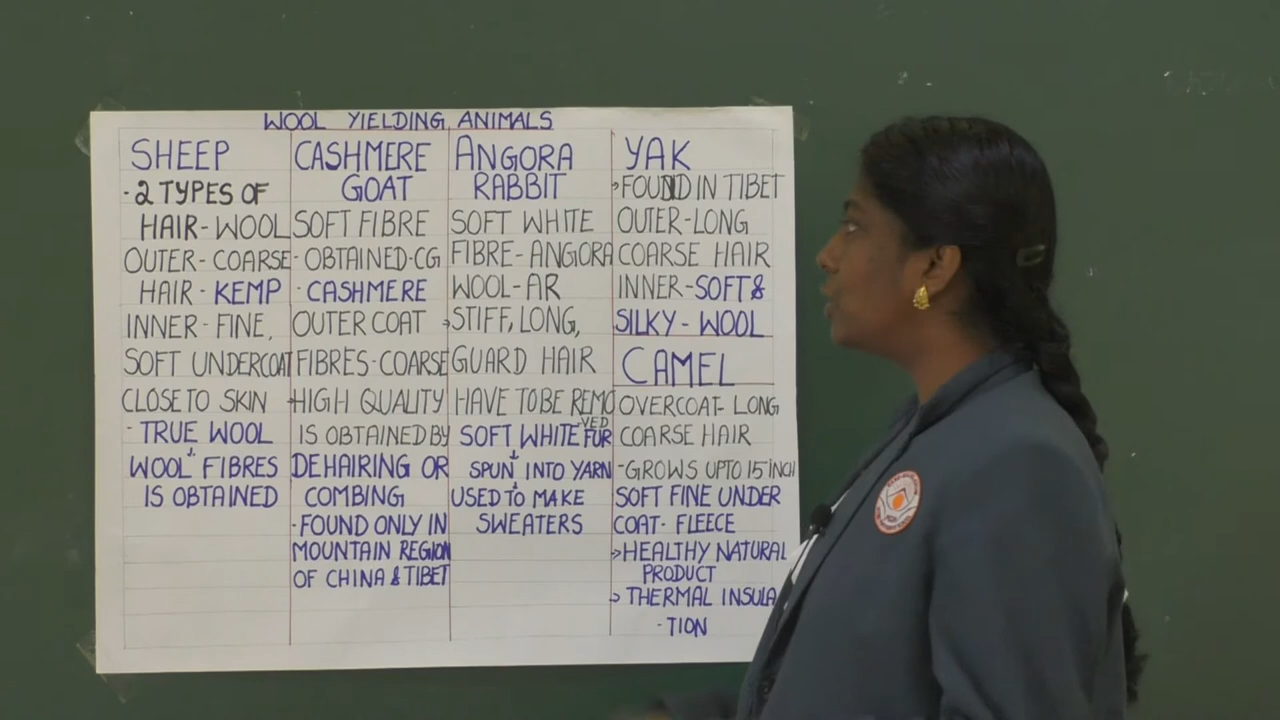 WOOL YIELDING ANIMALS
SHEEP
- 2 TYPES OF
HAIR - WOOL
OUTER - COARSE
HAIR - KEMP
INNER - FINE,
SOFT UNDERCOAT
CLOSE TO SKIN
- TRUE WOOL
WOOL FIBRES
IS OBTAINED
CASHMERE
GOAT
SOFT FIBRE
- OBTAINED-CG
- CASHMERE
OUTER COAT
FIBRES - COARSE
HIGH QUALITY
IS OBTAINED BY
DEHAIRING OR
COMBING
- FOUND ONLY IN
MOUNTAIN REGION
OF CHINA & TIBET
ANGORA
RABBIT
SOFT WHITE
FIBRE - ANGORA
WOOL - AR
STIFF, LONG,
GUARD HAIR
HAVE TO BE REMO
-VED
SOFT WHITE FUR
SPUN INTO YARN
USED TO MAKE
SWEATERS
YAK
FOUND IN TIBET
OUTER-LONG
COARSE HAIR
INNER-SOFT &
SILKY - WOOL
CAMEL
OVERCOAT- LONG
COARSE HAIR
-GROWS UPTO 15 INCH
SOFT FINE UNDER
COAT- FLEECE
HEALTHY NATURAL
PRODUCT
THERMAL INSULA
-TION